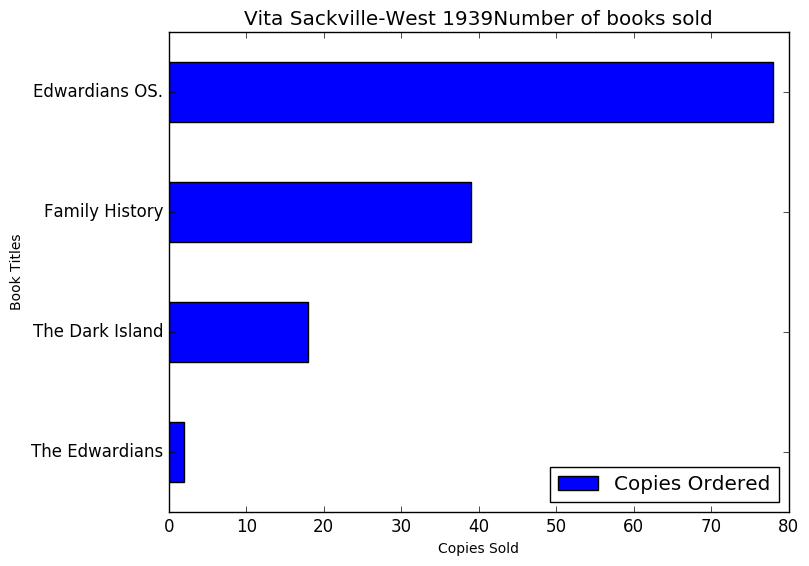 Vita Sackville-West 1939Number of books sold
Edwardians OS.
Family History
The Dark Island
The Edwardians
Book Titles
Copies Ordered
0 10 20 30 40 50 60 70 80
Copies Sold